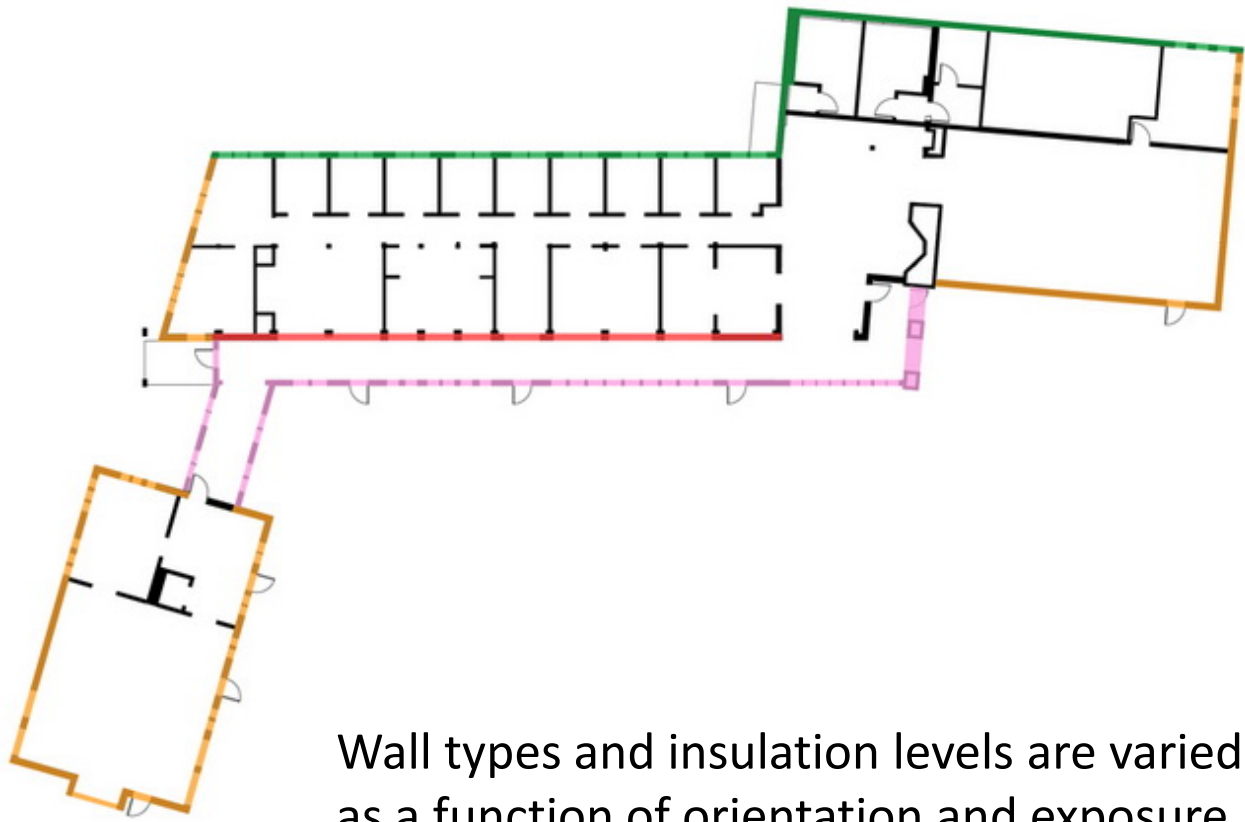 Wall types and insulation levels are varied
as a function of orientation and exposure